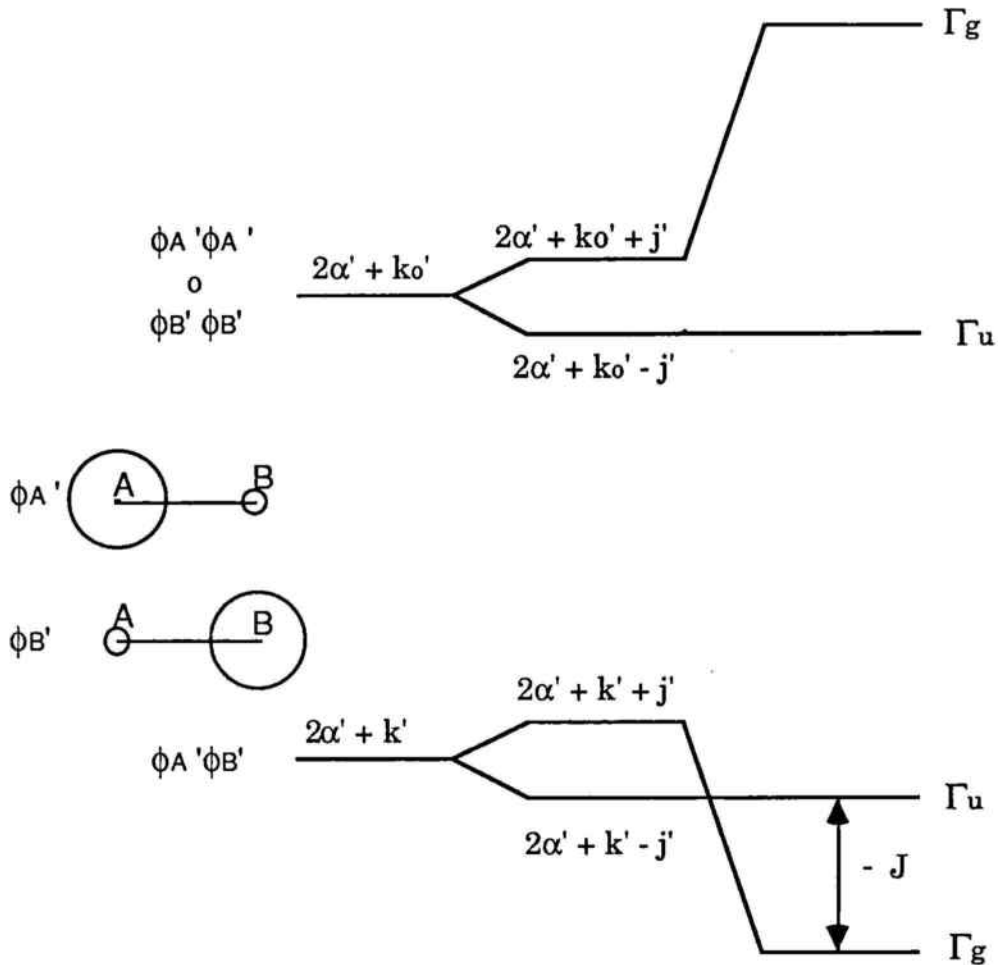 Γg
ϕA 'ϕA '
2α' + ko' + j'
2α' + ko'
o
ϕB' ϕB'
Γu
2α' + ko' - j'
ϕA '
A
B
ϕB'
A
B
2α' + k' + j'
2α' + k'
ϕA 'ϕB'
Γu
2α' + k' - j'
- J
Γg